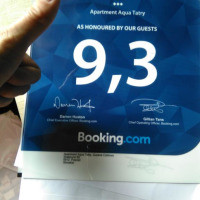 Apartment Aqua Tatry
AS HONOURED BY OUR GUESTS
9,3
Darren Huston
Gillian Tans
Chief Executive Officer, Booking.com
Chief Operating Officer, Booking.com
Booking.com